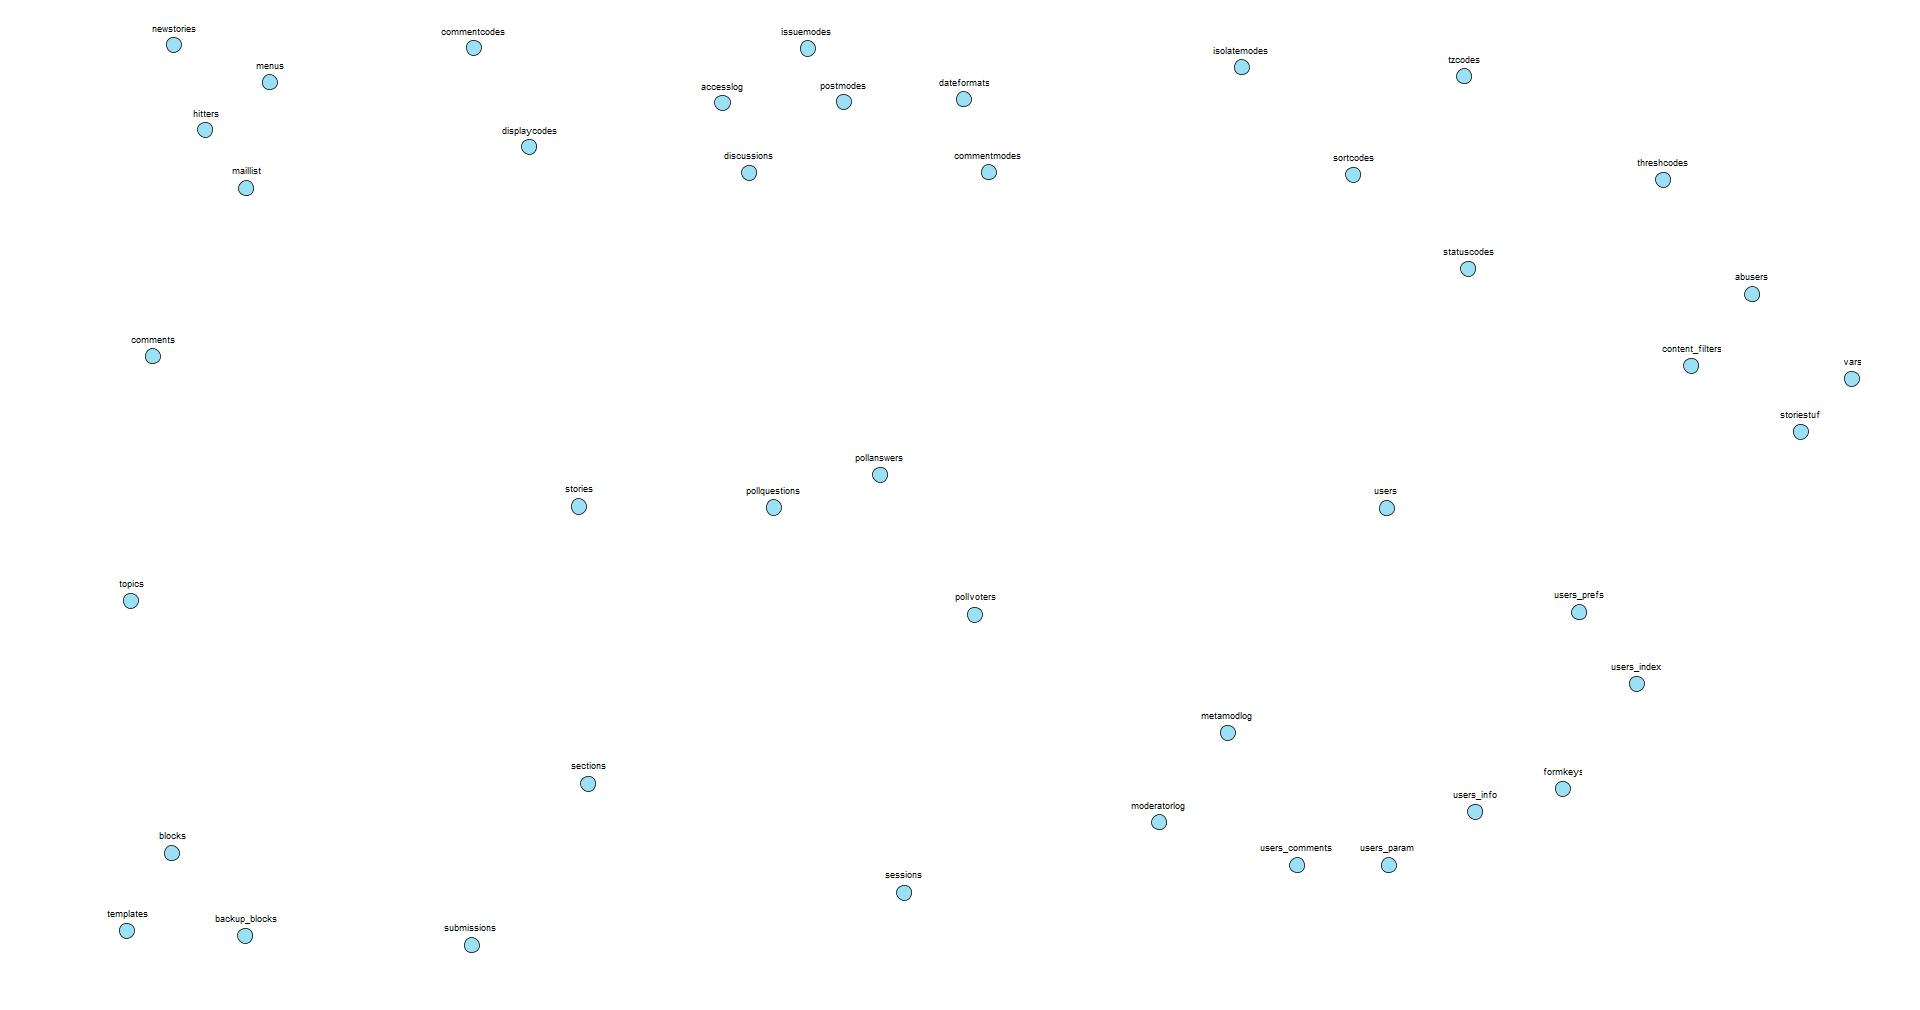 newstories
commentcodes
issuemodes
isolatemodes
tzcodes
menus
accesslog
postmodes
dateformats
hitters
displaycodes
discussions
commentmodes
sortcodes
threshcodes
maillist
statuscodes
abusers
comments
content_filters
vars
storiestuf
pollanswers
stories
pollquestions
users
topics
pollvoters
users_prefs
users_index
metamodlog
sections
formkeys
users_info
moderatorlog
blocks
users_comments
users_param
sessions
templates
backup_blocks
submissions